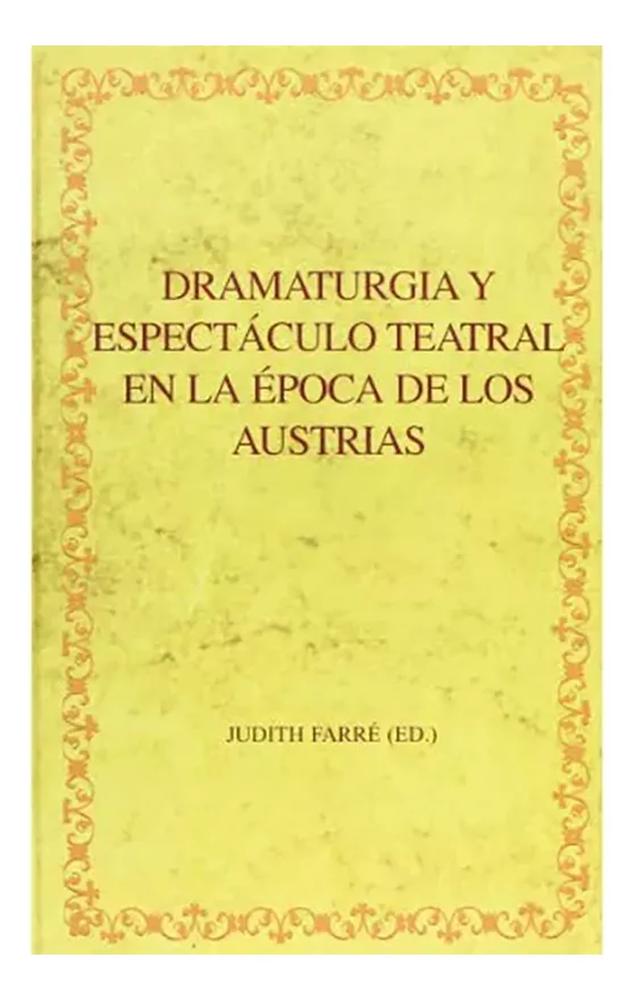 DRAMATURGIA Y
ESPECTÁCULO TEATRAL
EN LA ÉPOCA DE LOS
AUSTRIAS
JUDITH FARRÉ (ED.)